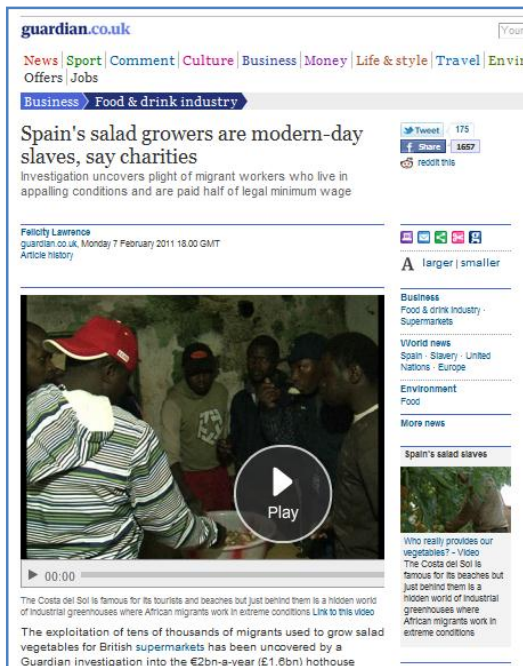 guardian.co.uk
Your
News Sport Comment Culture Business Money Life & style Travel Envir
Offers Jobs
Business Food & drink industry
Spain's salad growers are modern-day
slaves, say charities
Investigation uncovers plight of migrant workers who live in
appalling conditions and are paid half of legal minimum wage
Tweet 175
Share 1657
reddit this
Felicity Lawrence
guardian.co.uk, Monday 7 February 2011 18.00 GMT
Article history
A larger | smaller
Business
Food & drink industry ·
Supermarkets
World news
Spain · Slavery · United
Nations · Europe
Environment
Food
More news
Play
00:00
The Costa del Sol is famous for its tourists and beaches but just behind them is a hidden world
of industrial greenhouses where African migrants work in extreme conditions Link to this video
The exploitation of tens of thousands of migrants used to grow salad
vegetables for British supermarkets has been uncovered by a
Guardian investigation into the €2bn-a-year (£1.6bn) hothouse
Spain's salad slaves
Who really provides our
vegetables? - Video
The Costa del Sol is
famous for its beaches but
just behind them is a
hidden world of industrial
greenhouses where
African migrants work in
extreme conditions